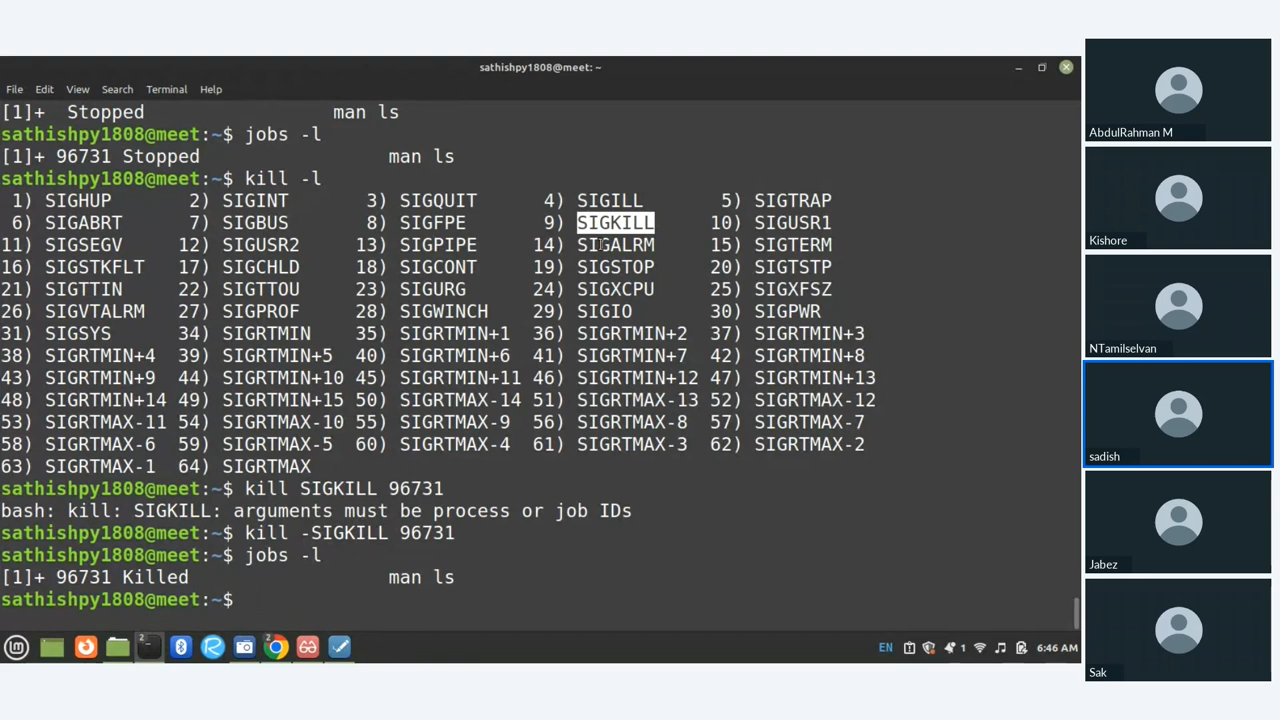 sathishpy1808@meet: ~
File Edit View Search Terminal Help
[1]+  Stopped                 man ls
sathishpy1808@meet:~$ jobs -l
[1]+ 96731 Stopped                 man ls
sathishpy1808@meet:~$ kill -l
 1) SIGHUP       2) SIGINT       3) SIGQUIT      4) SIGILL       5) SIGTRAP
 6) SIGABRT      7) SIGBUS       8) SIGFPE       9) SIGKILL     10) SIGUSR1
11) SIGSEGV     12) SIGUSR2     13) SIGPIPE     14) SIGALRM     15) SIGTERM
16) SIGSTKFLT   17) SIGCHLD     18) SIGCONT     19) SIGSTOP     20) SIGTSTP
21) SIGTTIN     22) SIGTTOU     23) SIGURG      24) SIGXCPU     25) SIGXFSZ
26) SIGVTALRM   27) SIGPROF     28) SIGWINCH    29) SIGIO       30) SIGPWR
31) SIGSYS      34) SIGRTMIN    35) SIGRTMIN+1  36) SIGRTMIN+2  37) SIGRTMIN+3
38) SIGRTMIN+4  39) SIGRTMIN+5  40) SIGRTMIN+6  41) SIGRTMIN+7  42) SIGRTMIN+8
43) SIGRTMIN+9  44) SIGRTMIN+10 45) SIGRTMIN+11 46) SIGRTMIN+12 47) SIGRTMIN+13
48) SIGRTMIN+14 49) SIGRTMIN+15 50) SIGRTMAX-14 51) SIGRTMAX-13 52) SIGRTMAX-12
53) SIGRTMAX-11 54) SIGRTMAX-10 55) SIGRTMAX-9  56) SIGRTMAX-8  57) SIGRTMAX-7
58) SIGRTMAX-6  59) SIGRTMAX-5  60) SIGRTMAX-4  61) SIGRTMAX-3  62) SIGRTMAX-2
63) SIGRTMAX-1  64) SIGRTMAX
sathishpy1808@meet:~$ kill SIGKILL 96731
bash: kill: SIGKILL: arguments must be process or job IDs
sathishpy1808@meet:~$ kill -SIGKILL 96731
sathishpy1808@meet:~$ jobs -l
[1]+ 96731 Killed                  man ls
sathishpy1808@meet:~$
2 2 EN 1 6:46 AM
AbdulRahman M
Kishore
NTamilselvan
sadish
Jabez
Sak